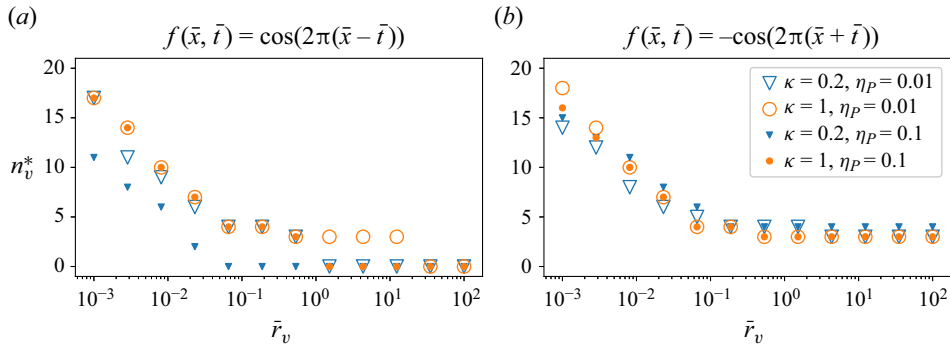 (a)
f(x̄, t̄) = cos(2π(x̄ − t̄))
20
15
n*v
10
5
0
10⁻³ 10⁻² 10⁻¹ 10⁰ 10¹ 10²
r̄v
(b)
f(x̄, t̄) = –cos(2π(x̄ + t̄))
20
15
10
5
0
κ = 0.2, ηP = 0.01
κ = 1, ηP = 0.01
κ = 0.2, ηP = 0.1
κ = 1, ηP = 0.1
10⁻³ 10⁻² 10⁻¹ 10⁰ 10¹ 10²
r̄v